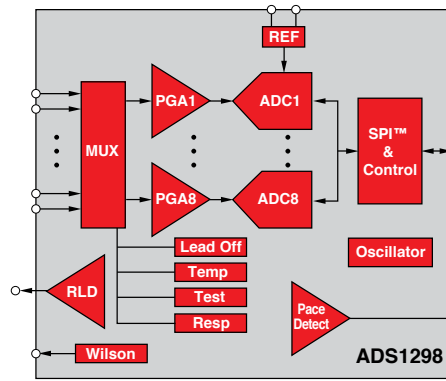 REF
PGA1
ADC1
MUX
SPI™
&
Control
PGA8
ADC8
Lead Off
Temp
Test
Resp
Oscillator
RLD
Pace
Detect
Wilson
ADS1298